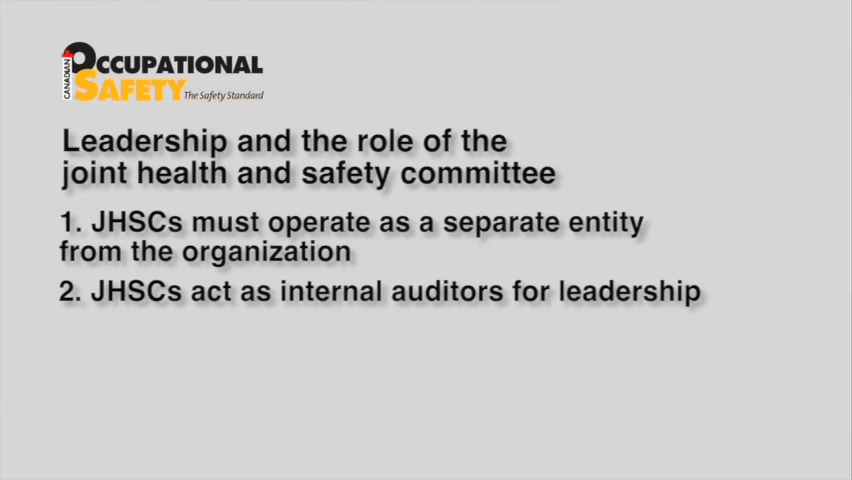 CANADIAN
OCCUPATIONAL
SAFETY The Safety Standard
Leadership and the role of the
joint health and safety committee
1. JHSCs must operate as a separate entity
from the organization
2. JHSCs act as internal auditors for leadership